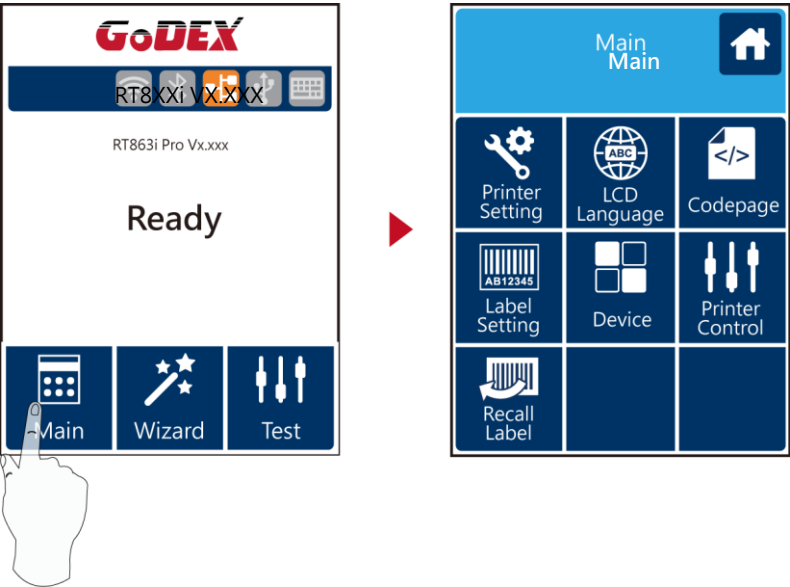 GoDEX
RT8XXi VX.XXX
RT863i Pro Vx.xxx
Ready
Main
Wizard
Test
Main
Main
Printer
Setting
ABC
LCD
Language
</>
Codepage
AB12345
Label
Setting
Device
Printer
Control
Recall
Label